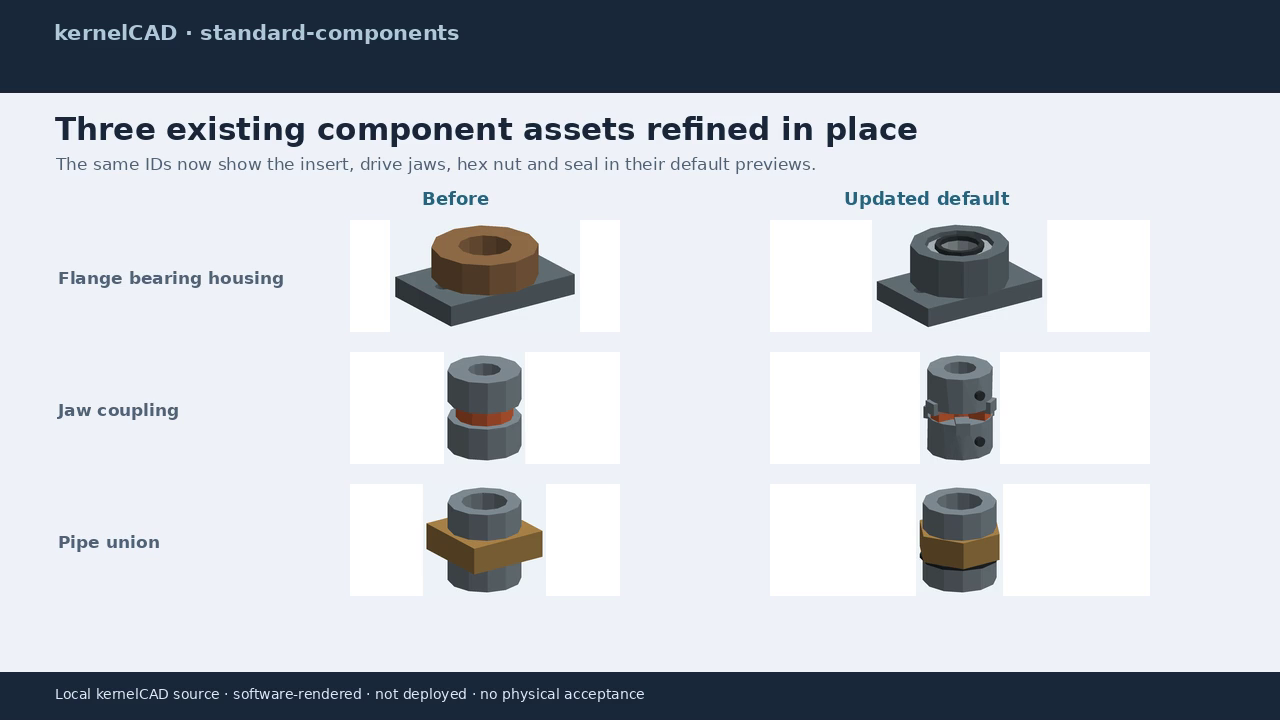 kernelCAD · standard-components
Three existing component assets refined in place
The same IDs now show the insert, drive jaws, hex nut and seal in their default previews.
Before
Updated default
Flange bearing housing
Jaw coupling
Pipe union
Local kernelCAD source · software-rendered · not deployed · no physical acceptance